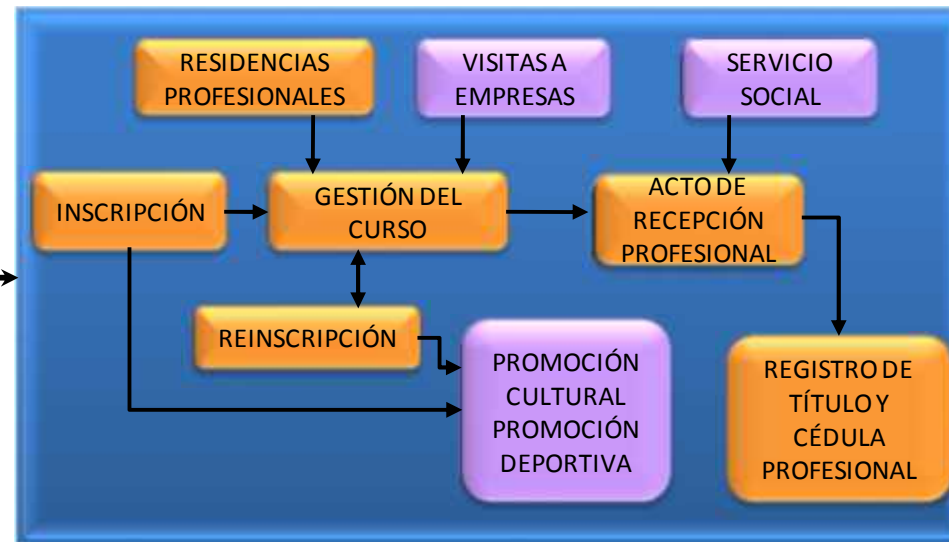 RESIDENCIAS
PROFESIONALES
VISITAS A
EMPRESAS
SERVICIO
SOCIAL
INSCRIPCIÓN
GESTIÓN DEL
CURSO
ACTO DE
RECEPCIÓN
PROFESIONAL
REINSCRIPCIÓN
PROMOCIÓN
CULTURAL
PROMOCIÓN
DEPORTIVA
REGISTRO DE
TÍTULO Y
CÉDULA
PROFESIONAL